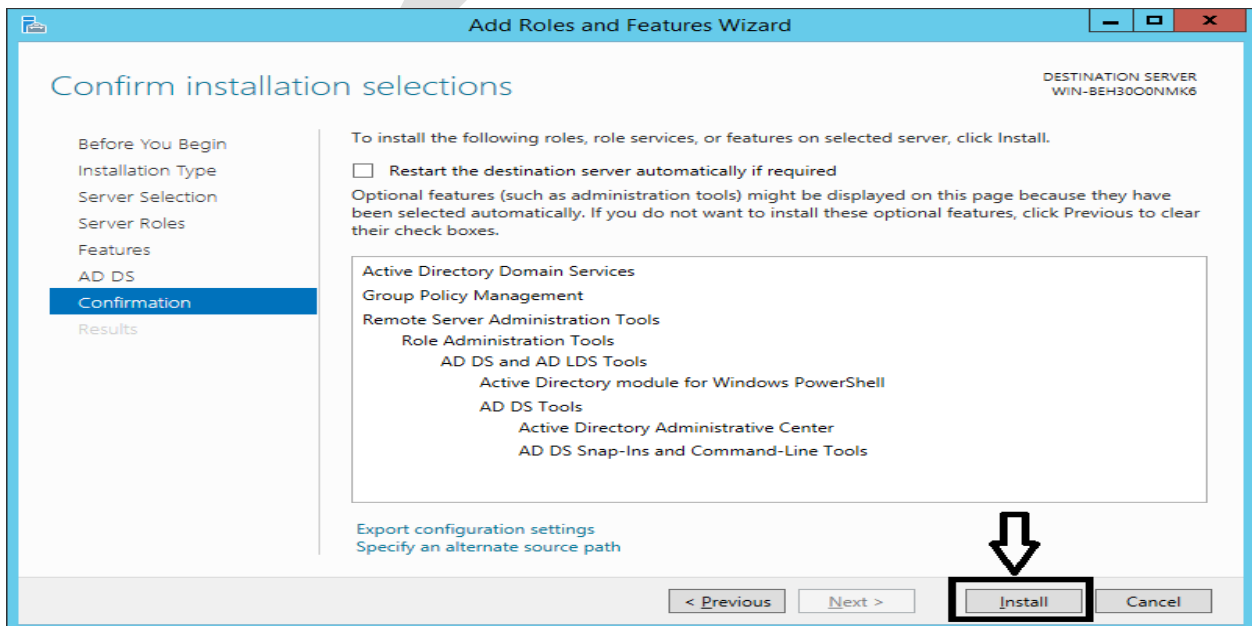 Add Roles and Features Wizard
Confirm installation selections
DESTINATION SERVER
WIN-BEH30O0NMK6
Before You Begin
Installation Type
Server Selection
Server Roles
Features
AD DS
Confirmation
Results
To install the following roles, role services, or features on selected server, click Install.
Restart the destination server automatically if required
Optional features (such as administration tools) might be displayed on this page because they have
been selected automatically. If you do not want to install these optional features, click Previous to clear
their check boxes.
Active Directory Domain Services
Group Policy Management
Remote Server Administration Tools
Role Administration Tools
AD DS and AD LDS Tools
Active Directory module for Windows PowerShell
AD DS Tools
Active Directory Administrative Center
AD DS Snap-Ins and Command-Line Tools
Export configuration settings
Specify an alternate source path
< Previous
Next >
Install
Cancel